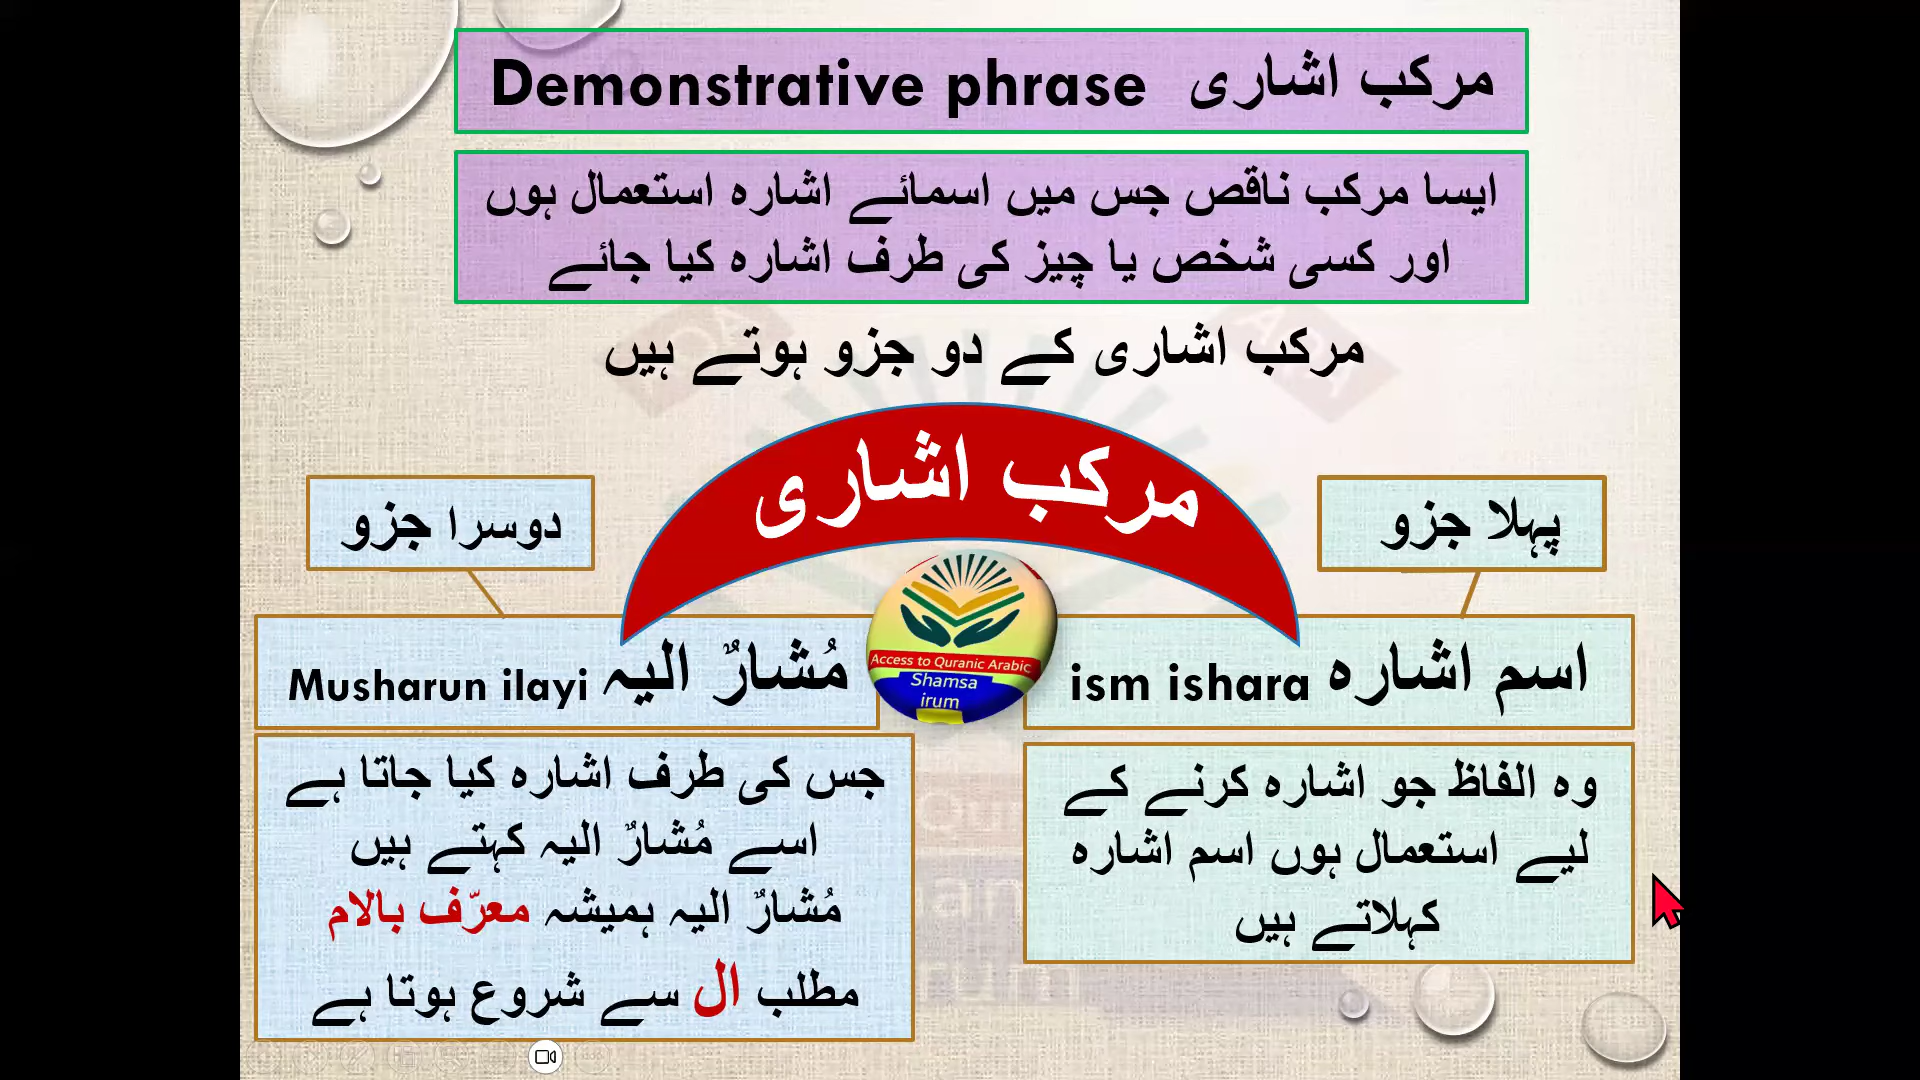 مرکب اشاری Demonstrative phrase
ایسا مرکب ناقص جس میں اسمائے اشارہ استعمال ہوں
اور کسی شخص یا چیز کی طرف اشارہ کیا جائے
مرکب اشاری کے دو جزو ہوتے ہیں
مرکب اشاری
پہلا جزو
اسم اشارہ ism ishara
وہ الفاظ جو اشارہ کرنے کے
لیے استعمال ہوں اسم اشارہ
کہلاتے ہیں
دوسرا جزو
مُشارٌ الیہ Musharun ilayi
جس کی طرف اشارہ کیا جاتا ہے
اسے مُشارٌ الیہ کہتے ہیں
مُشارٌ الیہ ہمیشہ معرّف بالام
مطلب ال سے شروع ہوتا ہے
Access to Quranic Arabic
Shamsa
irum